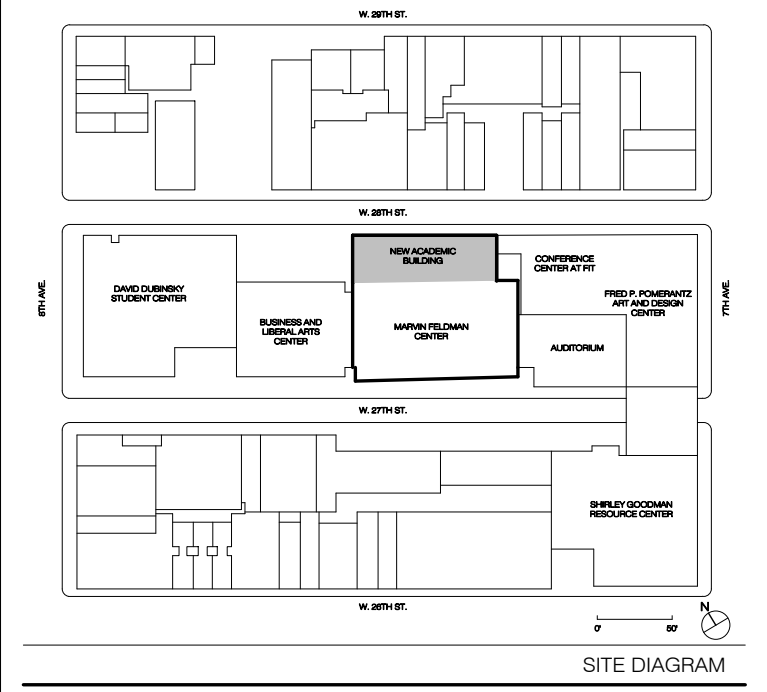 W. 29TH ST.
W. 28TH ST.
8TH AVE.
DAVID DUBINSKY
STUDENT CENTER
BUSINESS AND
LIBERAL ARTS
CENTER
NEW ACADEMIC
BUILDING
MARVIN FELDMAN
CENTER
CONFERENCE
CENTER AT FIT
FRED P. POMERANTZ
ART AND DESIGN
CENTER
AUDITORIUM
7TH AVE.
W. 27TH ST.
SHIRLEY GOODMAN
RESOURCE CENTER
W. 26TH ST.
0'
50'
N
SITE DIAGRAM